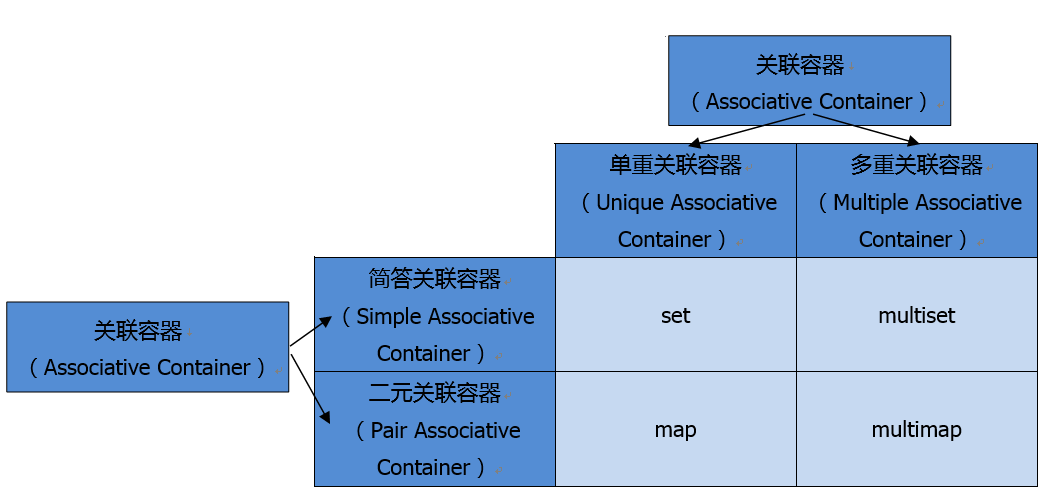 关联容器
（Associative Container）
单重关联容器
（Unique Associative
Container）
多重关联容器
（Multiple Associative
Container）
简答关联容器
（Simple Associative
Container）
set
multiset
关联容器
（Associative Container）
二元关联容器
（Pair Associative
Container）
map
multimap